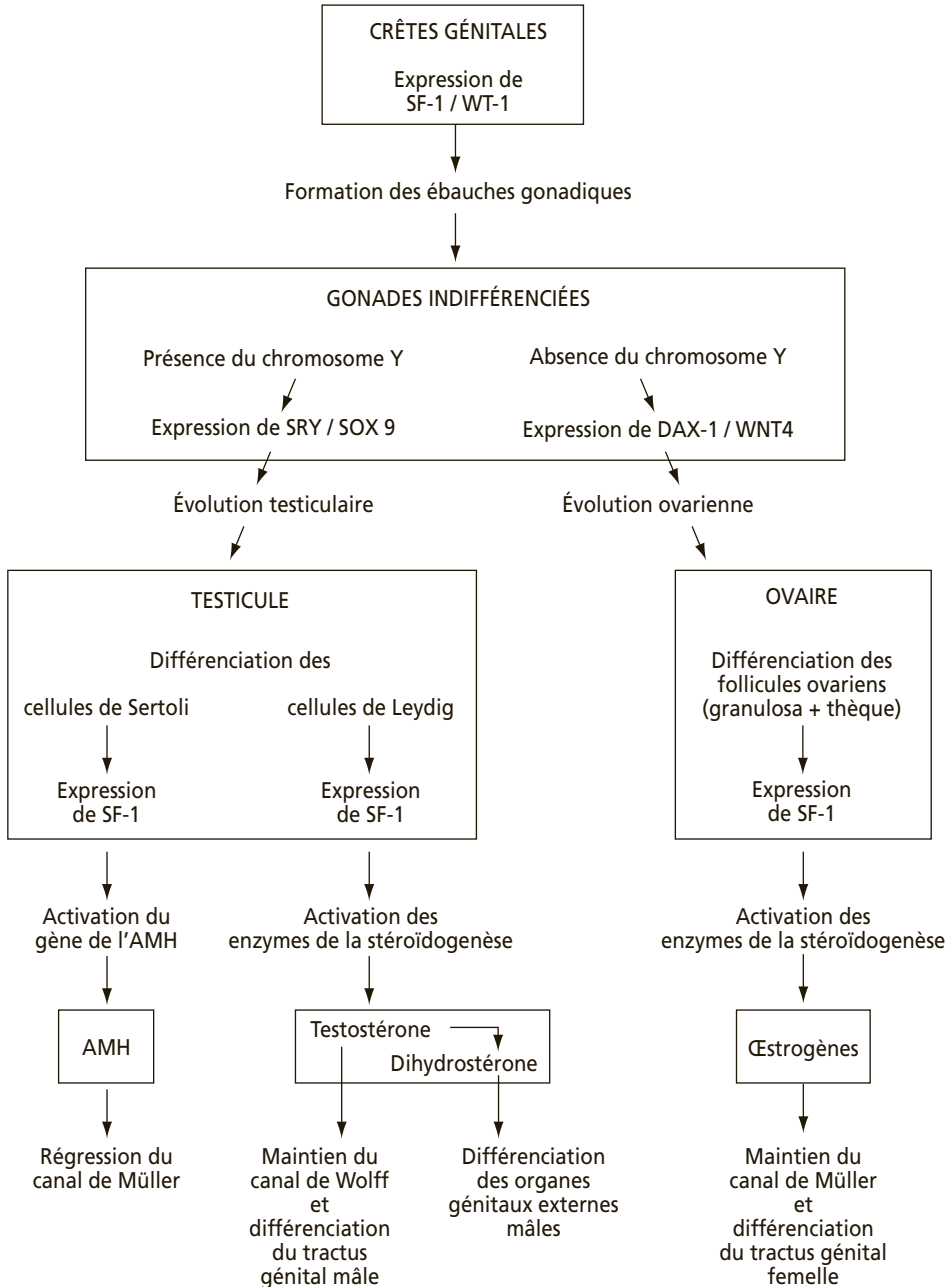 CRÊTES GÉNITALES
Expression de
SF-1 / WT-1
Formation des ébauches gonadiques
GONADES INDIFFÉRENCIÉES
Présence du chromosome Y
Absence du chromosome Y
Expression de SRY / SOX 9
Expression de DAX-1 / WNT4
Évolution testiculaire
Évolution ovarienne
TESTICULE
Différenciation des
cellules de Sertoli
cellules de Leydig
Expression
de SF-1
Expression
de SF-1
OVAIRE
Différenciation des
follicules ovariens
(granulosa + thèque)
Expression
de SF-1
Activation du
gène de l'AMH
Activation des
enzymes de la stéroïdogenèse
Activation des
enzymes de la stéroïdogenèse
AMH
Testostérone
Dihydrostérone
Œstrogènes
Régression du
canal de Müller
Maintien du
canal de Wolff
et
différenciation
du tractus
génital mâle
Différenciation
des organes
génitaux externes
mâles
Maintien du
canal de Müller
et
différenciation
du tractus génital
femelle